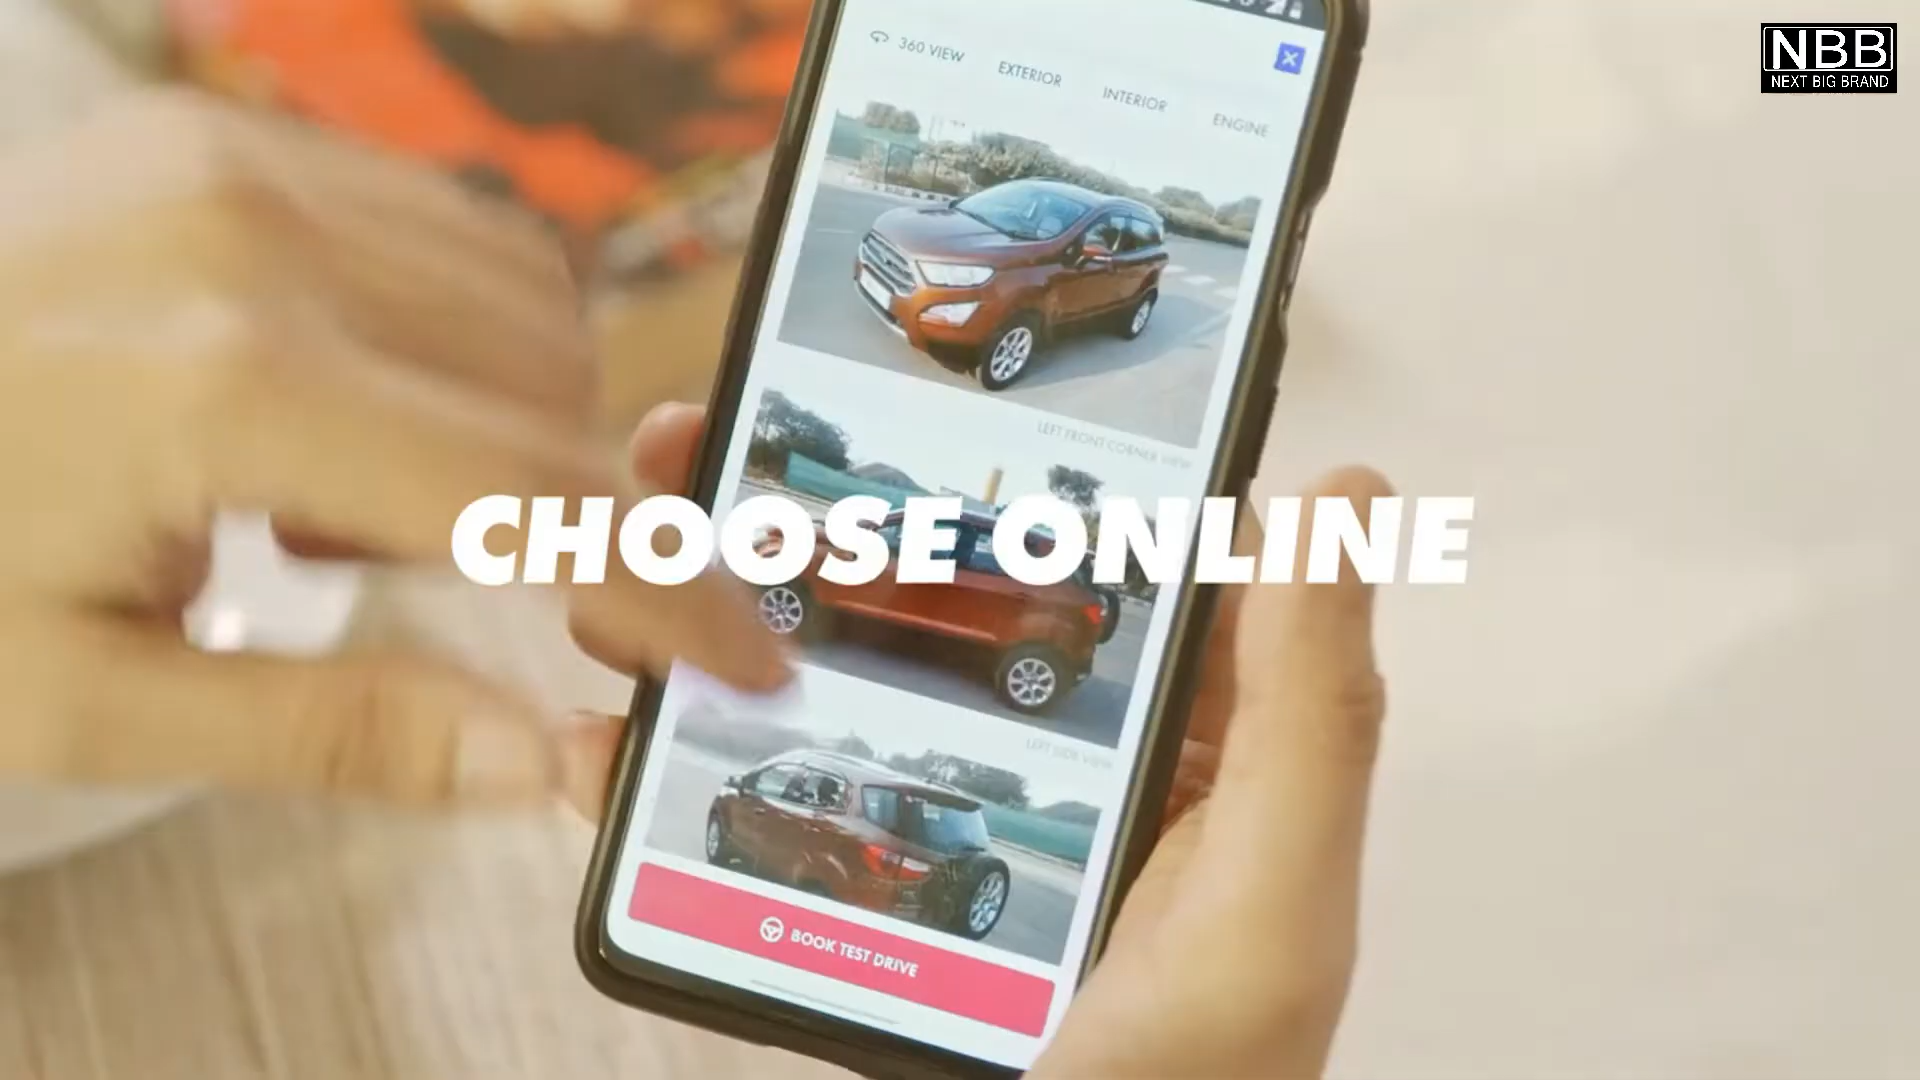 NBB
NEXT BIG BRAND
360 VIEW
EXTERIOR
INTERIOR
ENGINE
LEFT FRONT CORNER VIEW
CHOOSE ONLINE
LEFT SIDE VIEW
BOOK TEST DRIVE